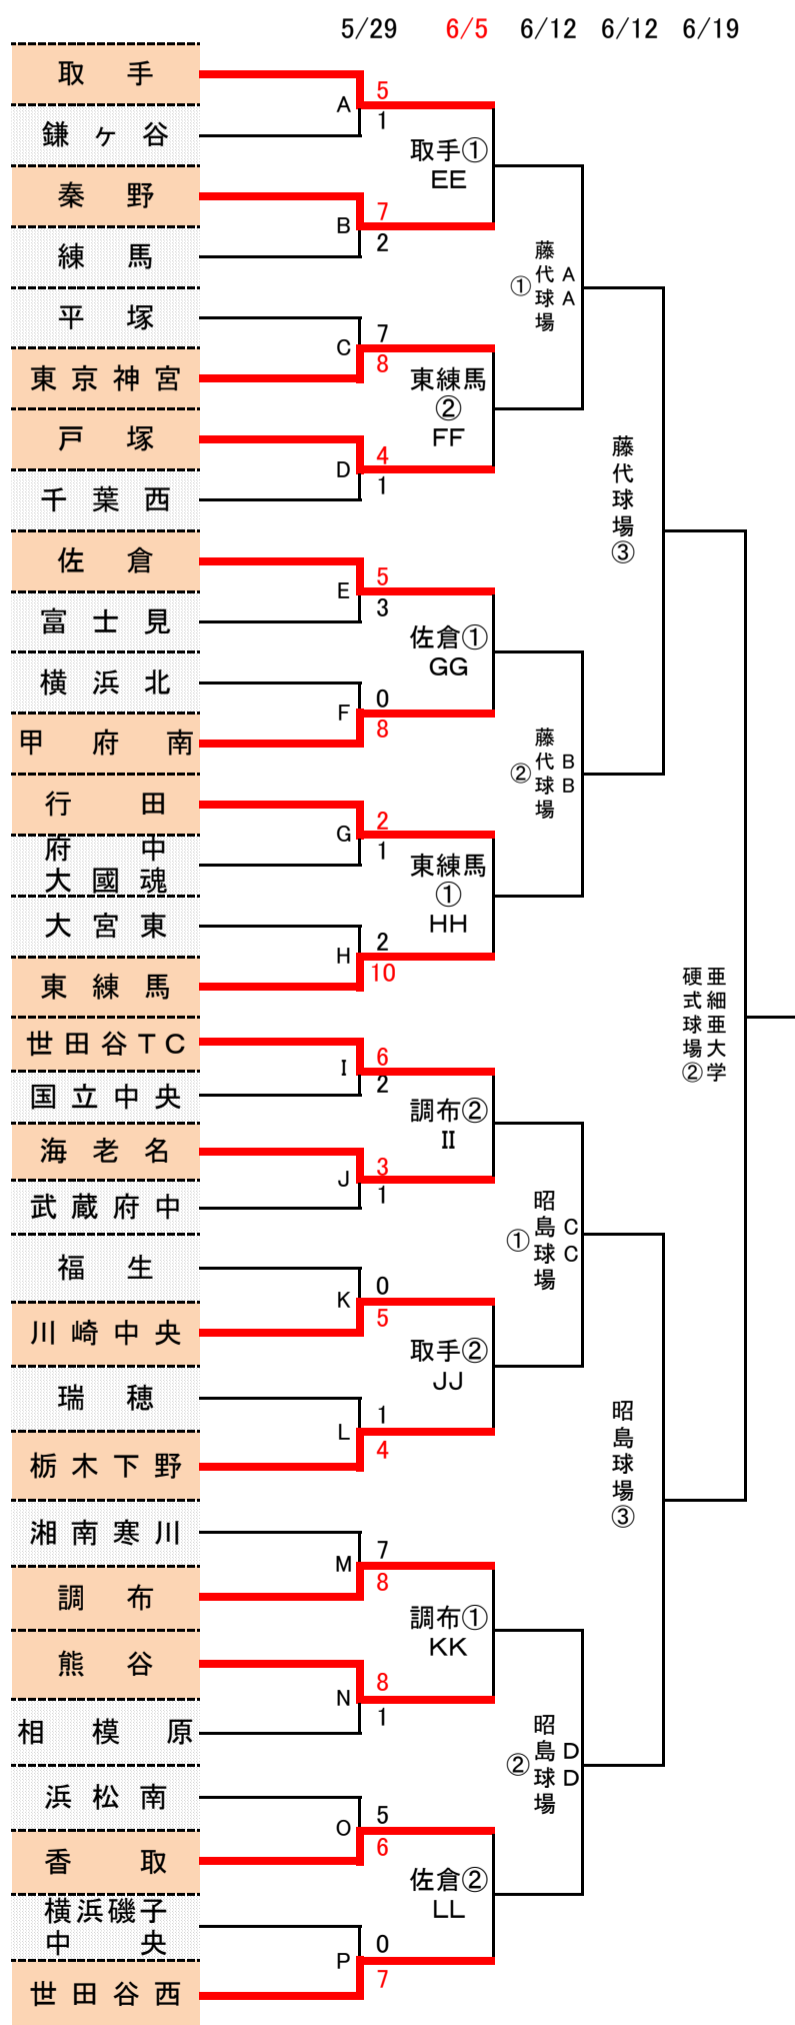 5/29 6/5 6/12 6/12 6/19
取手
鎌ヶ谷
秦野
練馬
平塚
東京神宮
戸塚
千葉西
佐倉
富士見
横浜北
甲府南
行田
府中
大國魂
大宮東
東練馬
世田谷TC
国立中央
海老名
武蔵府中
福生
川崎中央
瑞穂
栃木下野
湘南寒川
調布
熊谷
相模原
浜松南
香取
横浜磯子
中央
世田谷西
A 5
1
B 7
2
C 7
8
D 4
1
E 5
3
F 0
8
G 2
1
H 2
10
I 6
2
J 3
1
K 0
5
L 1
4
M 7
8
N 8
1
O 5
6
P 0
7
取手①
EE
東練馬
②
FF
佐倉①
GG
東練馬
①
HH
調布②
II
取手②
JJ
調布①
KK
佐倉②
LL
AA
藤代球場
①
BB
藤代球場
②
CC
昭島球場
①
DD
昭島球場
②
藤代球場③
昭島球場③
亜細亜大学
硬式球場②